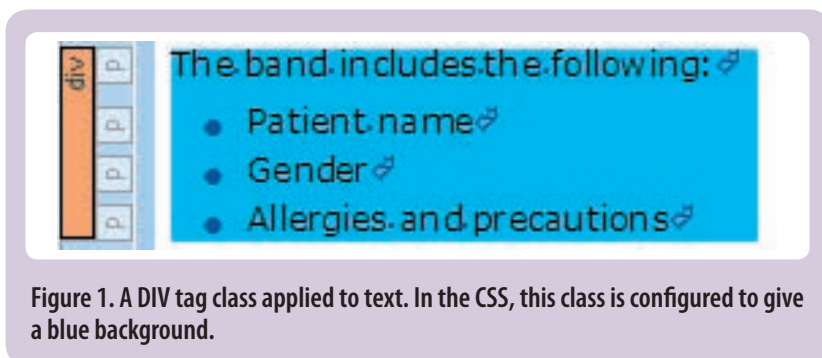 div
p
The band includes the following:
p
Patient name
p
Gender
p
Allergies and precautions
Figure 1. A DIV tag class applied to text. In the CSS, this class is configured to give
a blue background.